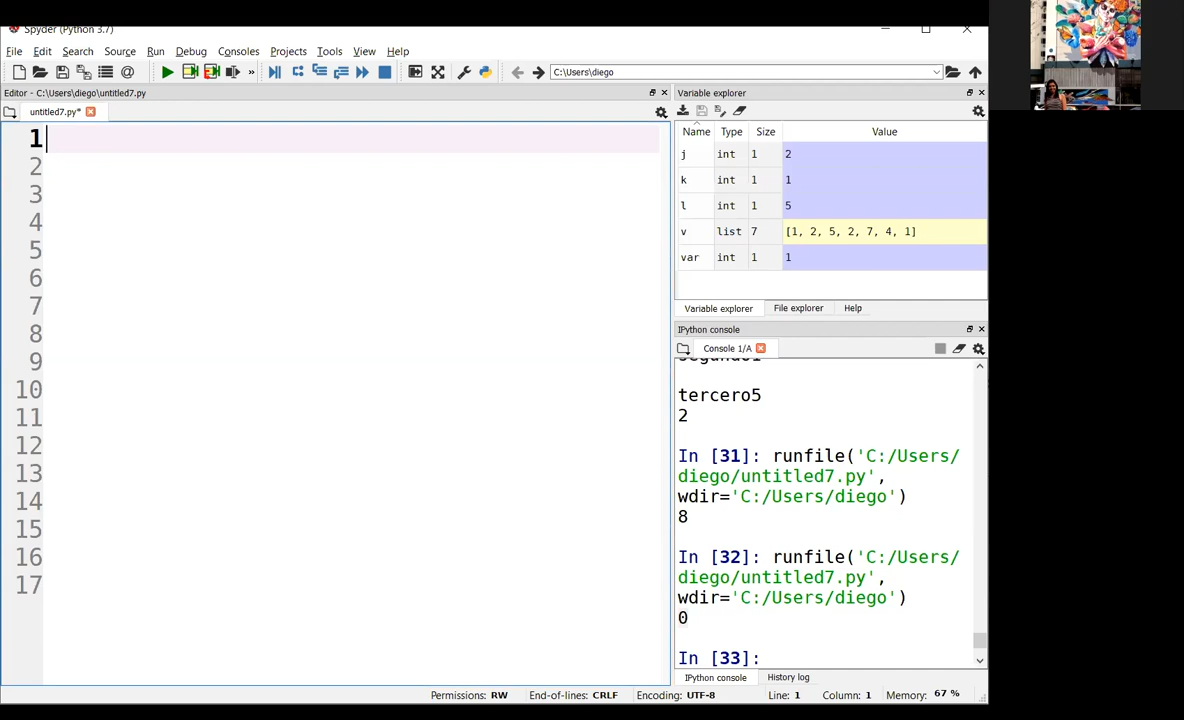 Spyder (Python 3.7)
File Edit Search Source Run Debug Consoles Projects Tools View Help
C:\Users\diego
Editor - C:\Users\diego\untitled7.py
untitled7.py*
1
2
3
4
5
6
7
8
9
10
11
12
13
14
15
16
17
Variable explorer
Name Type Size Value
j int 1 2
k int 1 1
l int 1 5
v list 7 [1, 2, 5, 2, 7, 4, 1]
var int 1 1
Variable explorer File explorer Help
IPython console
Console 1/A
segundo1
tercero5
2
In [31]: runfile('C:/Users/
diego/untitled7.py',
wdir='C:/Users/diego')
8
In [32]: runfile('C:/Users/
diego/untitled7.py',
wdir='C:/Users/diego')
0
In [33]:
IPython console History log
Permissions: RW End-of-lines: CRLF Encoding: UTF-8 Line: 1 Column: 1 Memory: 67 %